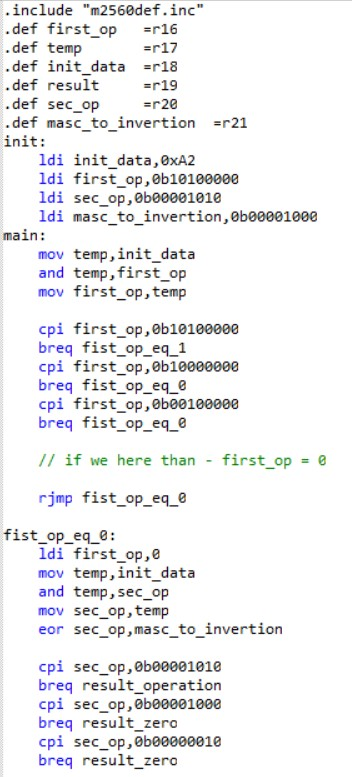 .include "m2560def.inc"
.def first_op   =r16
.def temp       =r17
.def init_data  =r18
.def result     =r19
.def sec_op     =r20
.def masc_to_invertion  =r21
init:
    ldi init_data,0xA2
    ldi first_op,0b10100000
    ldi sec_op,0b00001010
    ldi masc_to_invertion,0b00001000
main:
    mov temp,init_data
    and temp,first_op
    mov first_op,temp

    cpi first_op,0b10100000
    breq fist_op_eq_1
    cpi first_op,0b10000000
    breq fist_op_eq_0
    cpi first_op,0b00100000
    breq fist_op_eq_0

    // if we here than - first_op = 0

    rjmp fist_op_eq_0

fist_op_eq_0:
    ldi first_op,0
    mov temp,init_data
    and temp,sec_op
    mov sec_op,temp
    eor sec_op,masc_to_invertion

    cpi sec_op,0b00001010
    breq result_operation
    cpi sec_op,0b00001000
    breq result_zero
    cpi sec_op,0b00000010
    breq result_zero